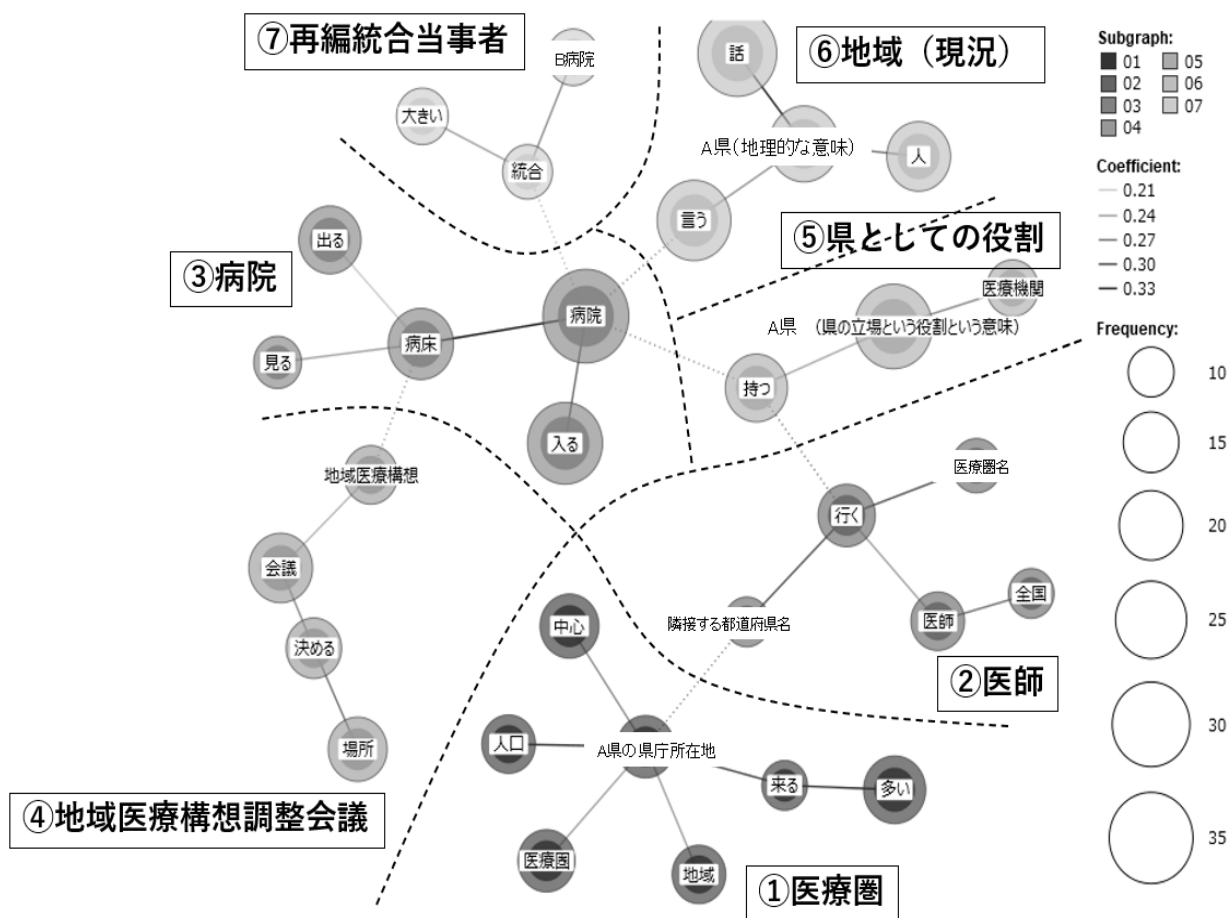 ⑦再編統合当事者
B病院
大きい
統合
話
⑥地域（現況）
A県(地理的な意味)
人
言う
⑤県としての役割
医療機関
A県 （県の立場という役割という意味）
持つ
③病院
出る
病院
病床
見る
入る
地域医療構想
会議
決める
場所
④地域医療構想調整会議
医療圏名
行く
全国
医師
隣接する都道府県名
②医師
中心
人口
A県の県庁所在地
来る
多い
医療圏
地域
①医療圏
Subgraph:
01 05
02 06
03 07
04
Coefficient:
0.21
0.24
0.27
0.30
0.33
Frequency:
10
15
20
25
30
35